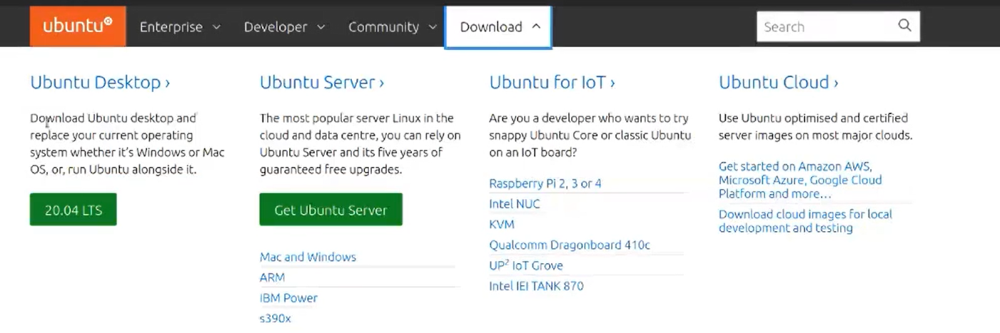 ubuntu®
Enterprise
Developer
Community
Download
Search
Ubuntu Desktop ›
Download Ubuntu desktop and
replace your current operating
system whether it's Windows or Mac
OS, or, run Ubuntu alongside it.
20.04 LTS
Ubuntu Server ›
The most popular server Linux in the
cloud and data centre, you can rely on
Ubuntu Server and its five years of
guaranteed free upgrades.
Get Ubuntu Server
Mac and Windows
ARM
IBM Power
s390x
Ubuntu for IoT ›
Are you a developer who wants to try
snappy Ubuntu Core or classic Ubuntu
on an IoT board?
Raspberry Pi 2, 3 or 4
Intel NUC
KVM
Qualcomm Dragonboard 410c
UP² IoT Grove
Intel IEI TANK 870
Ubuntu Cloud ›
Use Ubuntu optimised and certified
server images on most major clouds.
Get started on Amazon AWS,
Microsoft Azure, Google Cloud
Platform and more...
Download cloud images for local
development and testing